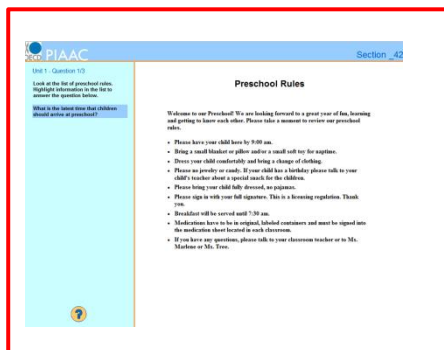 OECD PIAAC
Section _42
Unit 1 - Question 1/3
Look at the list of preschool rules.
Highlight information in the list to
answer the question below.
What is the latest time that children
should arrive at preschool?
Preschool Rules
Welcome to our Preschool! We are looking forward to a great year of fun, learning
and getting to know each other. Please take a moment to review our preschool
rules.
• Please have your child here by 9:00 am.
• Bring a small blanket or pillow and/or a small soft toy for naptime.
• Dress your child comfortably and bring a change of clothing.
• Please no jewelry or candy. If your child has a birthday please talk to your
child's teacher about a special snack for the children.
• Please bring your child fully dressed, no pajamas.
• Please sign in with your full signature. This is a licensing regulation. Thank
you.
• Breakfast will be served until 7:30 am.
• Medications have to be in original, labeled containers and must be signed into
the medication sheet located in each classroom.
• If you have any questions, please talk to your classroom teacher or to Ms.
Marlene or Ms. Tree.
?